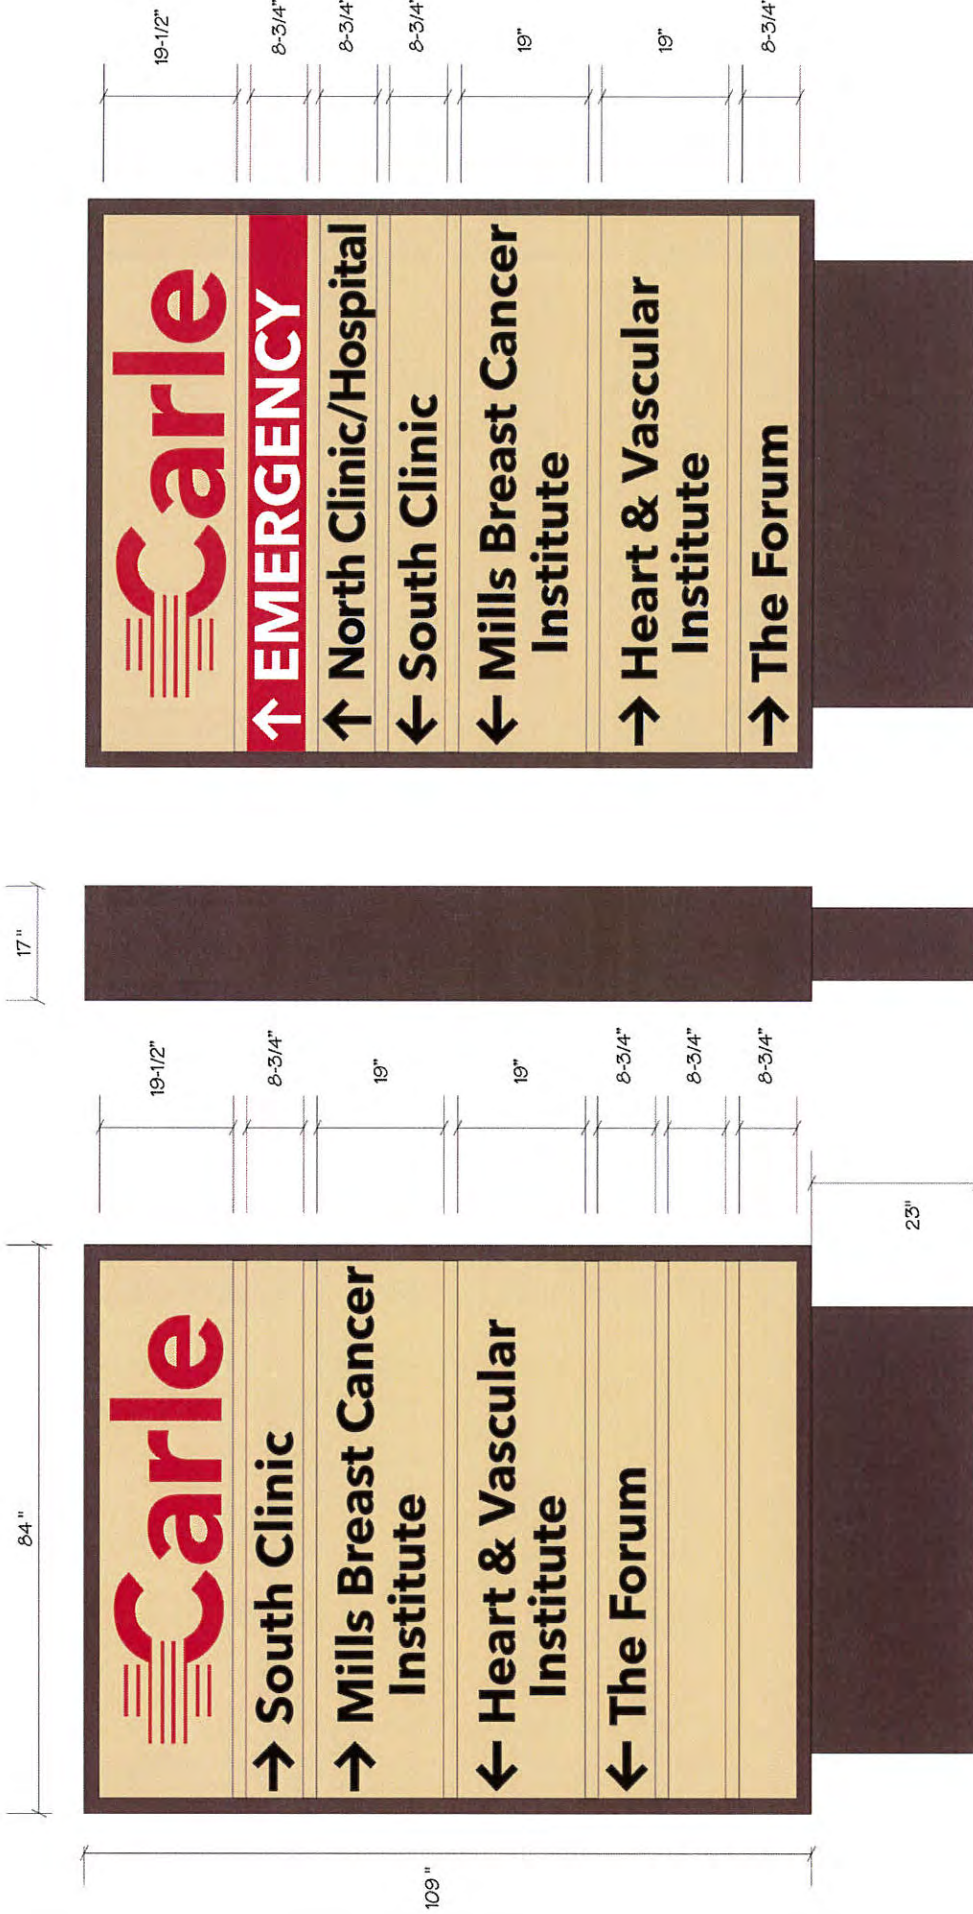 84"
17"
109"
Carle
→ South Clinic
→ Mills Breast Cancer
Institute
← Heart & Vascular
Institute
← The Forum
19-1/2"
8-3/4"
19"
19"
8-3/4"
8-3/4"
8-3/4"
23"
Carle
↑ EMERGENCY
↑ North Clinic/Hospital
← South Clinic
← Mills Breast Cancer
Institute
→ Heart & Vascular
Institute
→ The Forum
19-1/2"
8-3/4"
8-3/4"
8-3/4"
19"
19"
8-3/4"